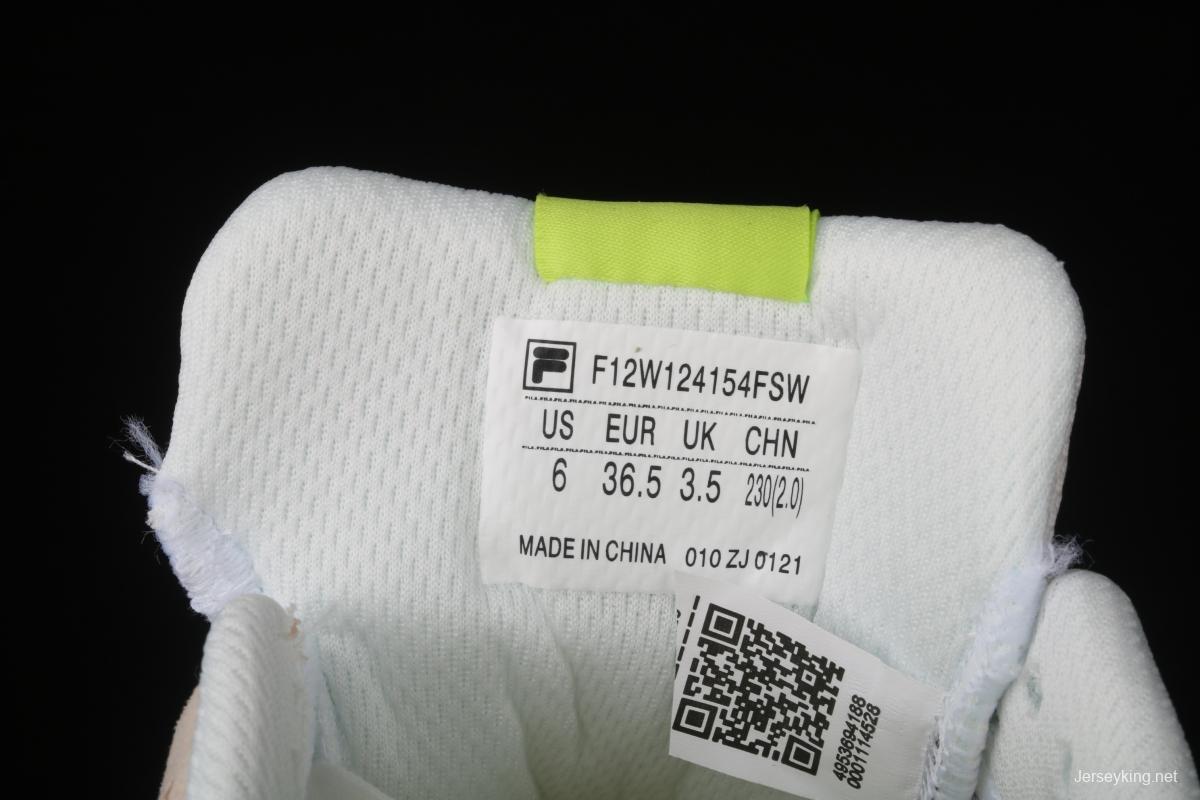 F12W124154FSW
US EUR UK CHN
6 36.5 3.5 230(2.0)
MADE IN CHINA 010 ZJ 0121
4953694188
0001114528
Jerseyking.net